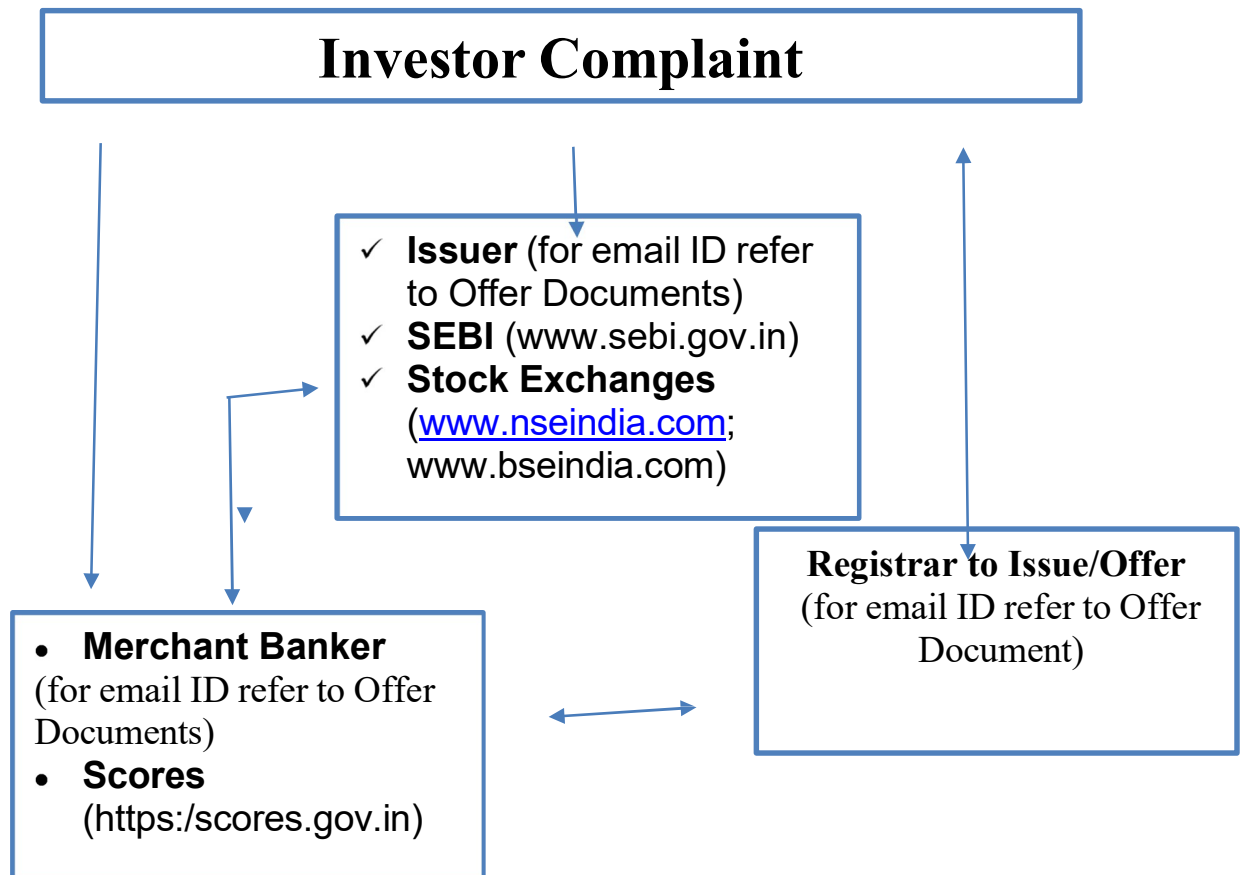 Investor Complaint
✓ Issuer (for email ID refer
to Offer Documents)
✓ SEBI (www.sebi.gov.in)
✓ Stock Exchanges
(www.nseindia.com;
www.bseindia.com)
Registrar to Issue/Offer
(for email ID refer to Offer
Document)
• Merchant Banker
(for email ID refer to Offer
Documents)
• Scores
(https:/scores.gov.in)